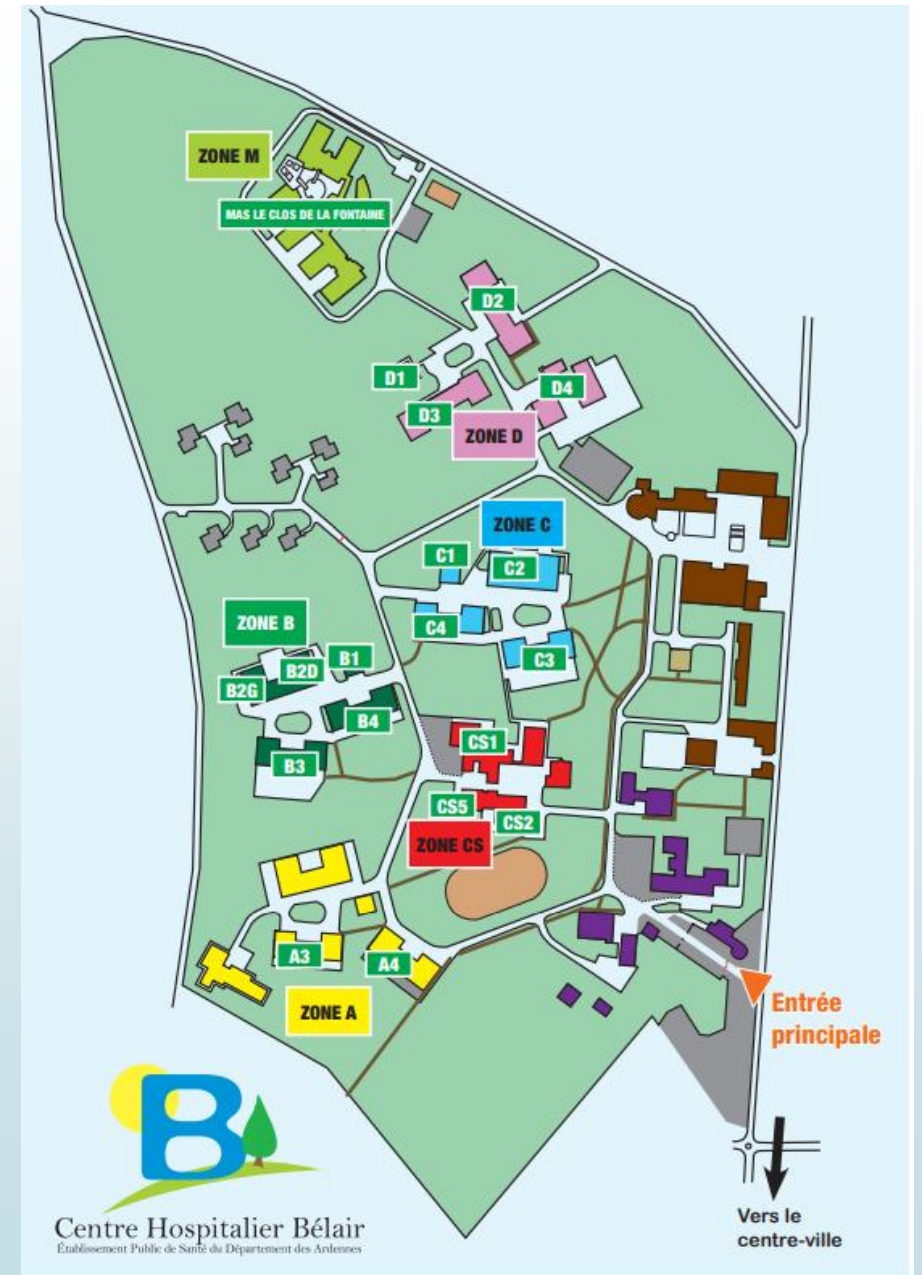 ZONE M
MAS LE CLOS DE LA FONTAINE
D2
D1
D4
D3
ZONE D
ZONE C
C1
C2
C4
C3
ZONE B
B1
B2D
B2G
B4
B3
CS1
CS5
CS2
ZONE CS
A3
A4
ZONE A
Entrée
principale
Vers le
centre-ville
B
Centre Hospitalier Bélair
Établissement Public de Santé du Département des Ardennes